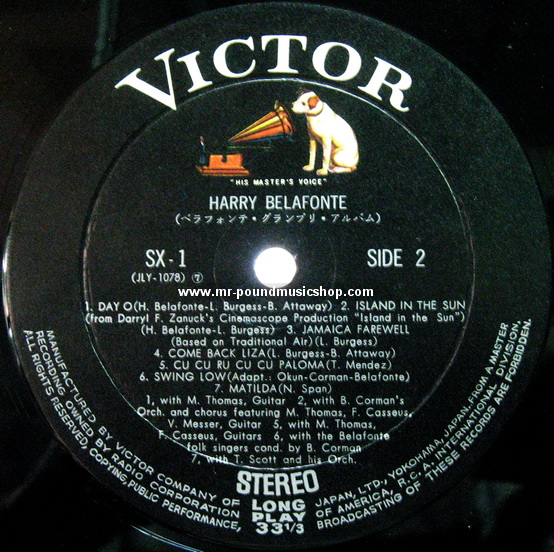 VICTOR
"HIS MASTER'S VOICE"
HARRY BELAFONTE
(ベラフォンテ・グランプリ・アルバム)
SX-1
SIDE 2
(JLY-1078) ⑦
www.mr-poundmusicshop.com
1. DAY O(H. Belafonte-L. Burgess-B. Attaway) 2. ISLAND IN THE SUN
(from Darryl F. Zanuck's Cinemascope Production "Island in the Sun")
(H. Belafonte-L. Burgess) 3. JAMAICA FAREWELL
(Based on Traditional Air)(L. Burgess)
4. COME BACK LIZA(L. Burgess-B. Attaway)
5. CU CU RU CU CU PALOMA(T. Mendez)
6. SWING LOW(Adapt.: Okun-Corman-Belafonte)
7. MATILDA(N. Span)
1, with M. Thomas, Guitar 2, with B. Corman's
Orch. and chorus featuring M. Thomas, F. Casseus,
V. Messer, Guitar 5, with M. Thomas,
F. Casseus, Guitars 6, with the Belafonte
folk singers cond. by B. Corman
7, with T. Scott and his Orch.
STEREO
LONG
PLAY
33 1/3
MANUFACTURED BY VICTOR COMPANY OF JAPAN, LTD., YOKOHAMA, JAPAN, FROM A MASTER
RECORDING OWNED BY RADIO CORPORATION OF AMERICA, R.C.A. INTERNATIONAL DIVISION.
ALL RIGHTS RESERVED COPYING, PUBLIC PERFORMANCE, BROADCASTING OF THESE RECORDS ARE FORBIDDEN.